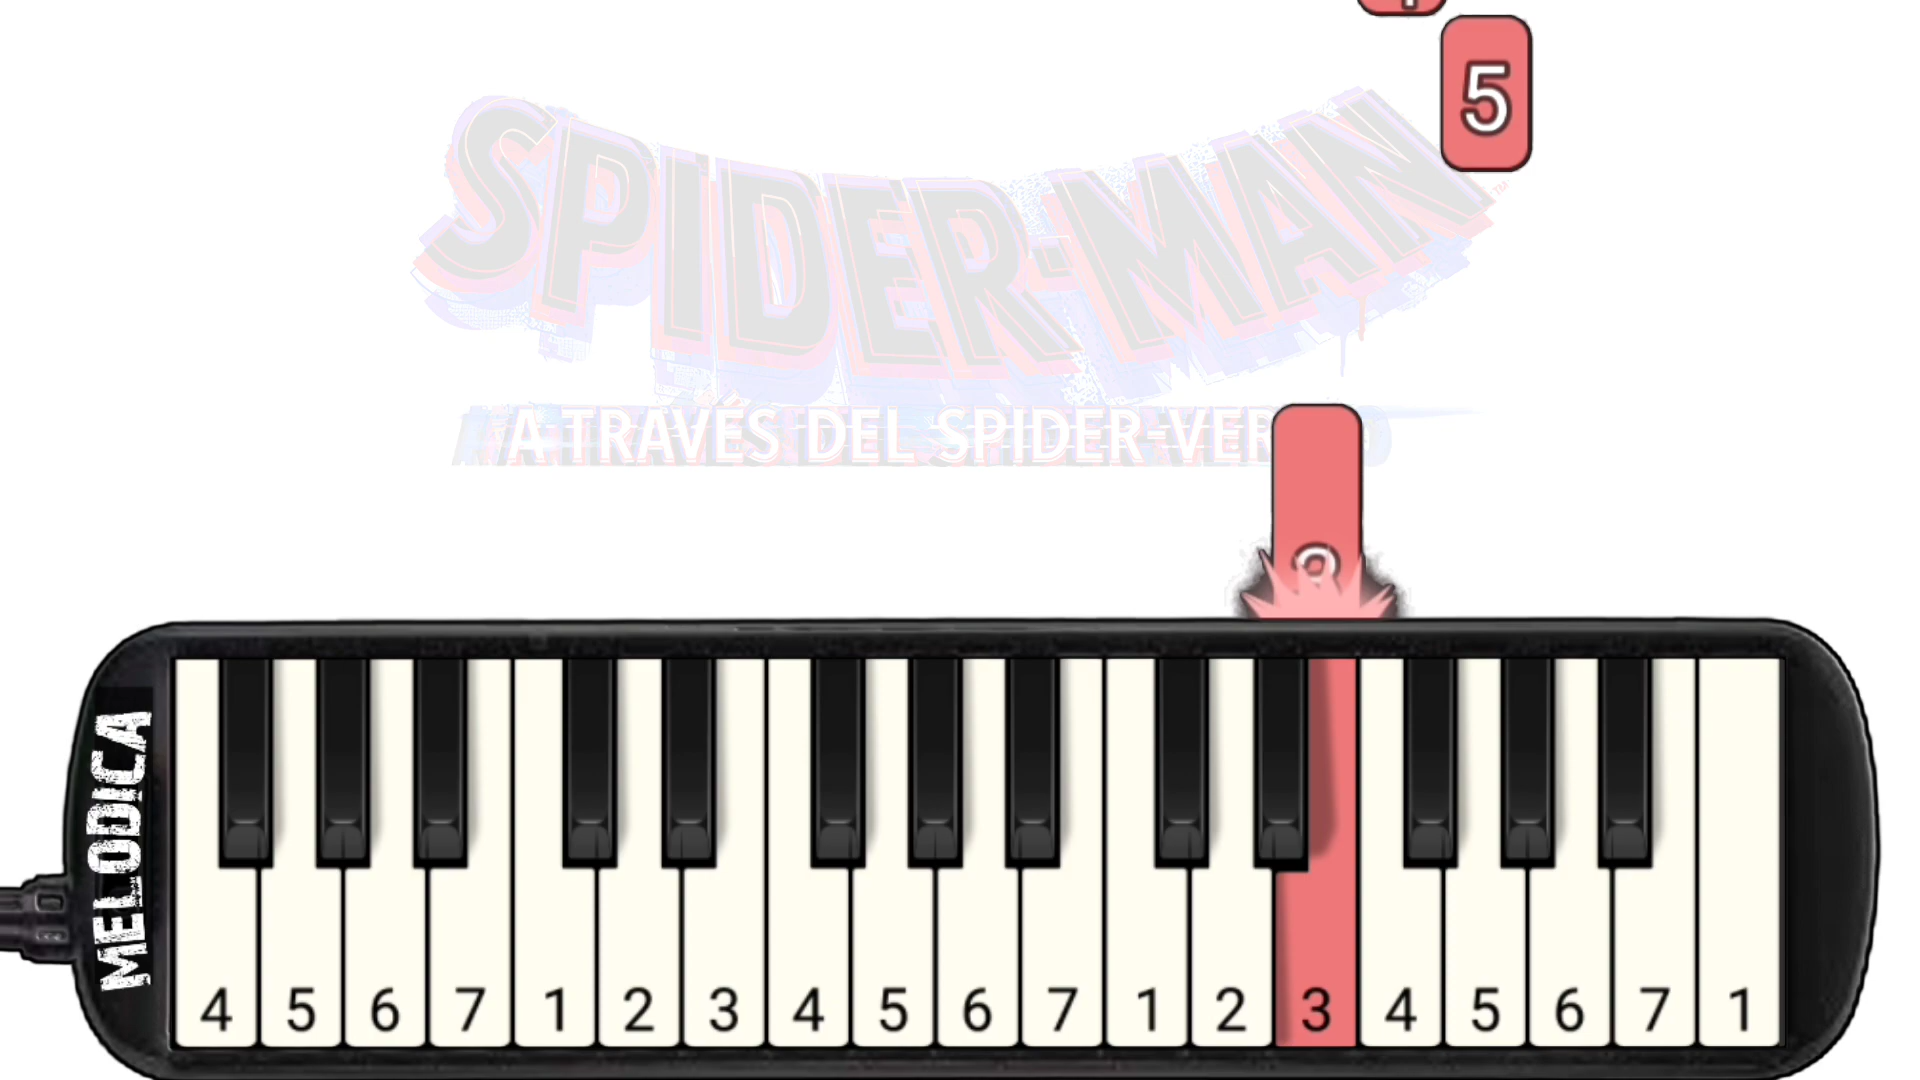 5
SPIDER-MAN
™
A TRAVÉS DEL SPIDER-VER
MELODICA
4 5 6 7 1 2 3 4 5 6 7 1 2 3 4 5 6 7 1